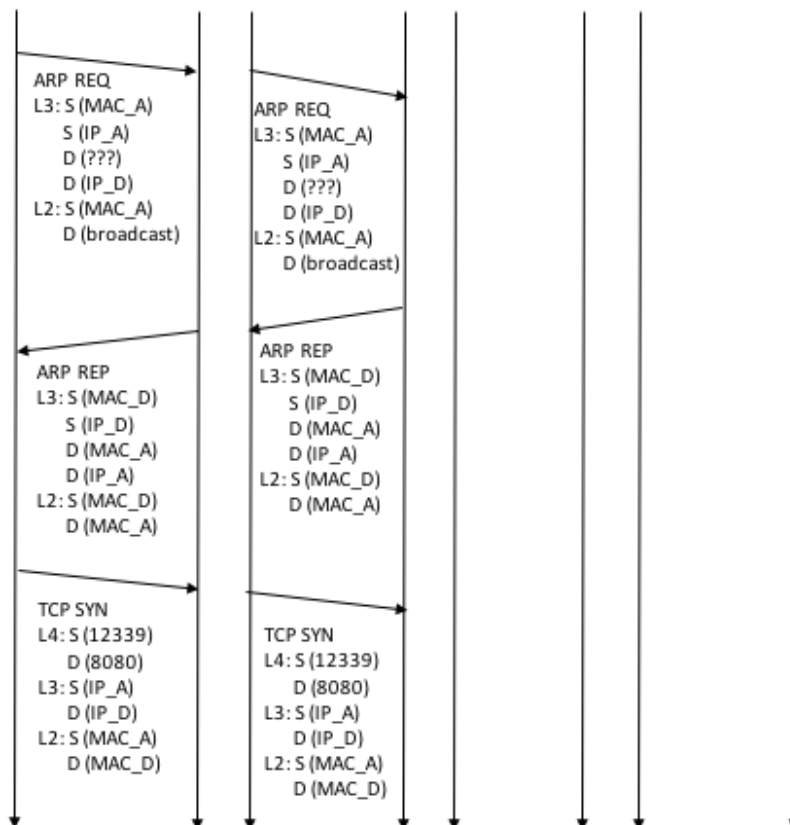 ARP REQ
L3: S (MAC_A)
S (IP_A)
D (???)
D (IP_D)
L2: S (MAC_A)
D (broadcast)
ARP REQ
L3: S (MAC_A)
S (IP_A)
D (???)
D (IP_D)
L2: S (MAC_A)
D (broadcast)
ARP REP
L3: S (MAC_D)
S (IP_D)
D (MAC_A)
D (IP_A)
L2: S (MAC_D)
D (MAC_A)
ARP REP
L3: S (MAC_D)
S (IP_D)
D (MAC_A)
D (IP_A)
L2: S (MAC_D)
D (MAC_A)
TCP SYN
L4: S (12339)
D (8080)
L3: S (IP_A)
D (IP_D)
L2: S (MAC_A)
D (MAC_D)
TCP SYN
L4: S (12339)
D (8080)
L3: S (IP_A)
D (IP_D)
L2: S (MAC_A)
D (MAC_D)